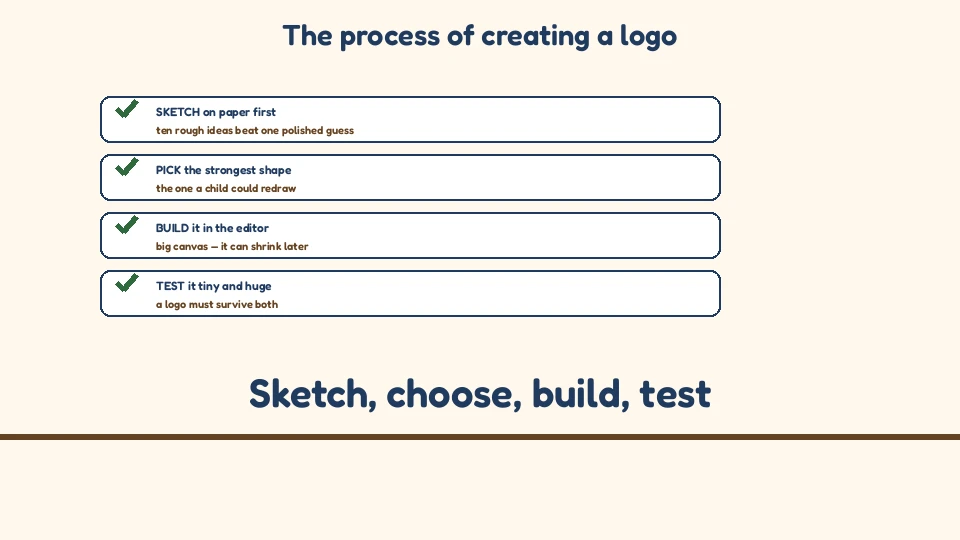 The process of creating a logo
SKETCH on paper first
ten rough ideas beat one polished guess
PICK the strongest shape
the one a child could redraw
BUILD it in the editor
big canvas — it can shrink later
TEST it tiny and huge
a logo must survive both
Sketch, choose, build, test